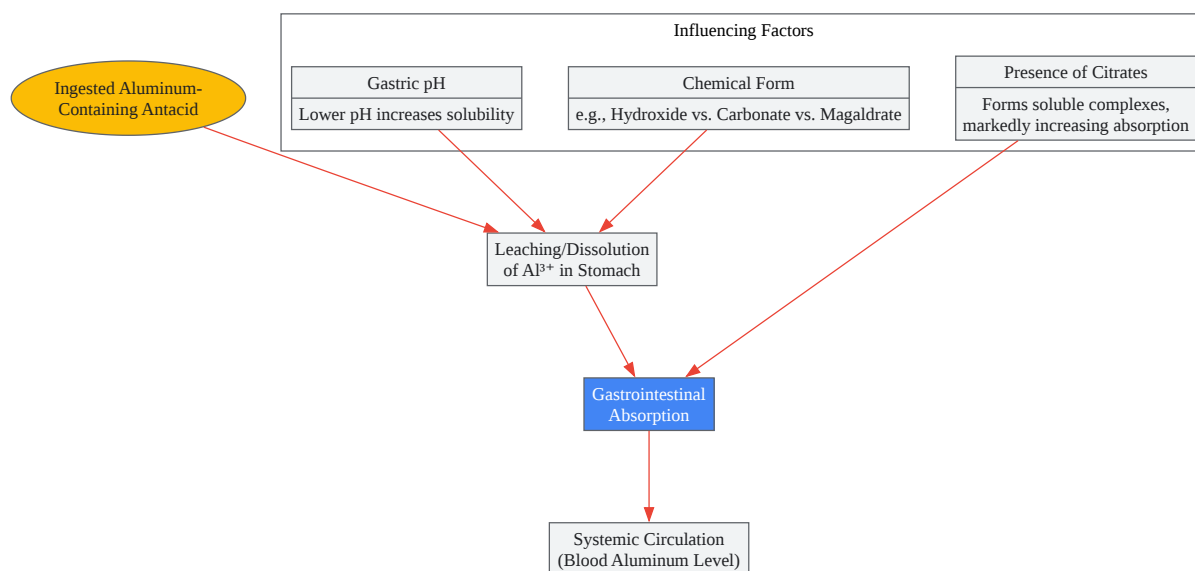 Influencing Factors
Ingested Aluminum-
Containing Antacid
Gastric pH
Lower pH increases solubility
Chemical Form
e.g., Hydroxide vs. Carbonate vs. Magaldrate
Presence of Citrates
Forms soluble complexes,
markedly increasing absorption
Leaching/Dissolution
of Al³⁺ in Stomach
Gastrointestinal
Absorption
Systemic Circulation
(Blood Aluminum Level)